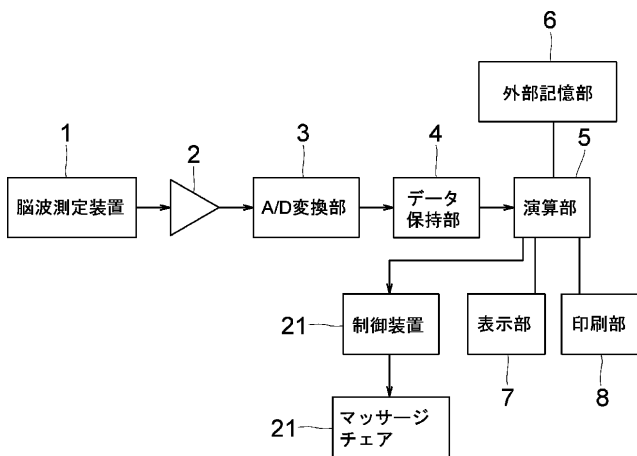 6
外部記憶部
1
2
3
4
5
脳波測定装置
A/D変換部
データ
保持部
演算部
21
制御装置
表示部
印刷部
7
8
21
マッサージ
チェア